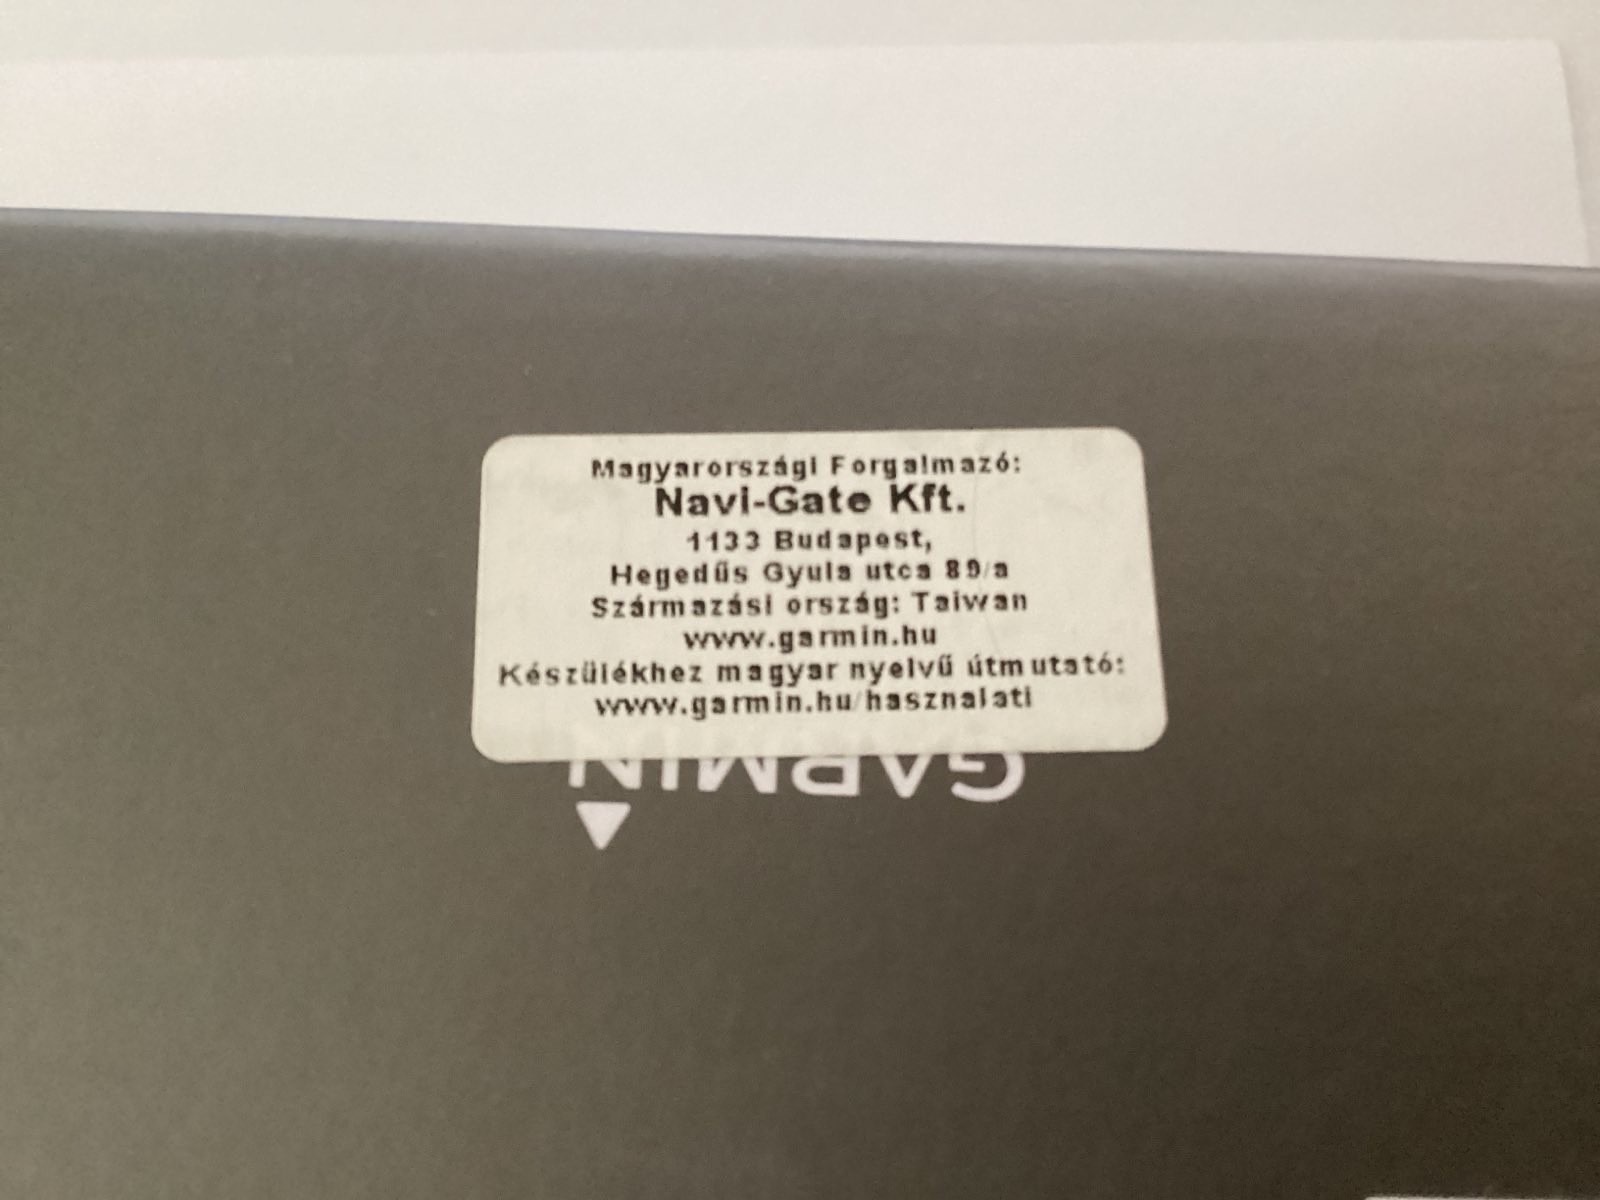 Magyarországi Forgalmazó:
Navi-Gate Kft.
1133 Budapest,
Hegedűs Gyula utca 89/a
Származási ország: Taiwan
www.garmin.hu
Készülékhez magyar nyelvű útmutató:
www.garmin.hu/hasznalati
GARMIN